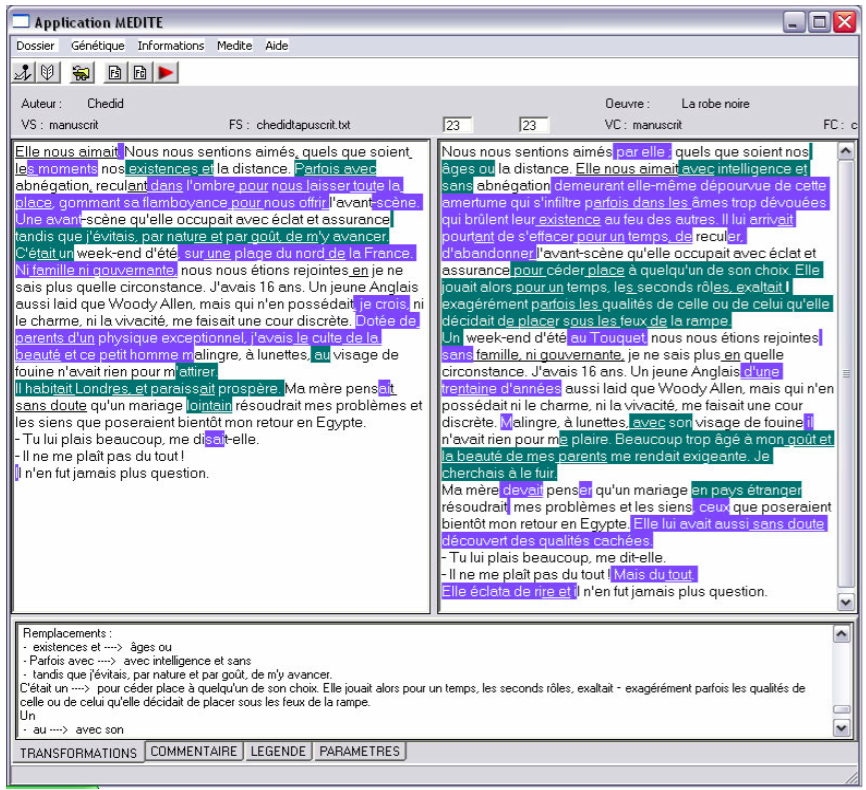 Application MEDITE
Dossier Génétique Informations Medite Aide
Auteur : Chedid Oeuvre : La robe noire
VS : manuscrit FS : chedidtapuscrit.txt 23 23 VC : manuscrit FC : c
Elle nous aimait Nous nous sentions aimés, quels que soient
les moments nos existences et la distance. Parfois avec
abnégation, reculant dans l'ombre pour nous laisser toute la
place, gommant sa flamboyance pour nous offrir l'avant-scène.
Une avant-scène qu'elle occupait avec éclat et assurance
tandis que j'évitais, par nature et par goût, de m'y avancer.
C'était un week-end d'été sur une plage du nord de la France.
Ni famille ni gouvernante, nous nous étions rejointes en je ne
sais plus quelle circonstance. J'avais 16 ans. Un jeune Anglais
aussi laid que Woody Allen, mais qui n'en possédait, je crois, ni
le charme, ni la vivacité, me faisait une cour discrète. Dotée de
parents d'un physique exceptionnel, j'avais le culte de la
beauté et ce petit homme malingre, à lunettes, au visage de
fouine n'avait rien pour m'attirer.
Il habitait Londres, et paraissait prospère. Ma mère pensait
sans doute qu'un mariage lointain résoudrait mes problèmes et
les siens que poseraient bientôt mon retour en Egypte.
- Tu lui plais beaucoup, me disait-elle.
- Il ne me plaît pas du tout !
Il n'en fut jamais plus question.
Nous nous sentions aimés par elle ; quels que soient nos
âges ou la distance. Elle nous aimait avec intelligence et
sans abnégation demeurant elle-même dépourvue de cette
amertume qui s'infiltre parfois dans les âmes trop dévouées
qui brûlent leur existence au feu des autres. Il lui arrivait
pourtant de s'effacer pour un temps, de reculer,
d'abandonner l'avant-scène qu'elle occupait avec éclat et
assurance pour céder place à quelqu'un de son choix. Elle
jouait alors pour un temps, les seconds rôles, exaltait l
exagérément parfois les qualités de celle ou de celui qu'elle
décidait de placer sous les feux de la rampe.
Un week-end d'été au Touquet, nous nous étions rejointes
sans famille, ni gouvernante, je ne sais plus en quelle
circonstance. J'avais 16 ans. Un jeune Anglais d'une
trentaine d'années aussi laid que Woody Allen, mais qui n'en
possédait ni le charme, ni la vivacité, me faisait une cour
discrète. Malingre, à lunettes, avec son visage de fouine il
n'avait rien pour me plaire. Beaucoup trop âgé à mon goût et
la beauté de mes parents me rendait exigeante. Je
cherchais à le fuir.
Ma mère devait penser qu'un mariage en pays étranger
résoudrait mes problèmes et les siens, ceux que poseraient
bientôt mon retour en Egypte. Elle lui avait aussi sans doute
découvert des qualités cachées.
- Tu lui plais beaucoup, me dit-elle.
- Il ne me plaît pas du tout ! Mais du tout.
Elle éclata de rire et il n'en fut jamais plus question.
Remplacements :
- existences et ----> âges ou
- Parfois avec ----> avec intelligence et sans
- tandis que j'évitais, par nature et par goût, de m'y avancer.
C'était un ----> pour céder place à quelqu'un de son choix. Elle jouait alors pour un temps, les seconds rôles, exaltait - exagérément parfois les qualités de
celle ou de celui qu'elle décidait de placer sous les feux de la rampe.
Un
- au ----> avec son
TRANSFORMATIONS COMMENTAIRE LEGENDE PARAMETRES